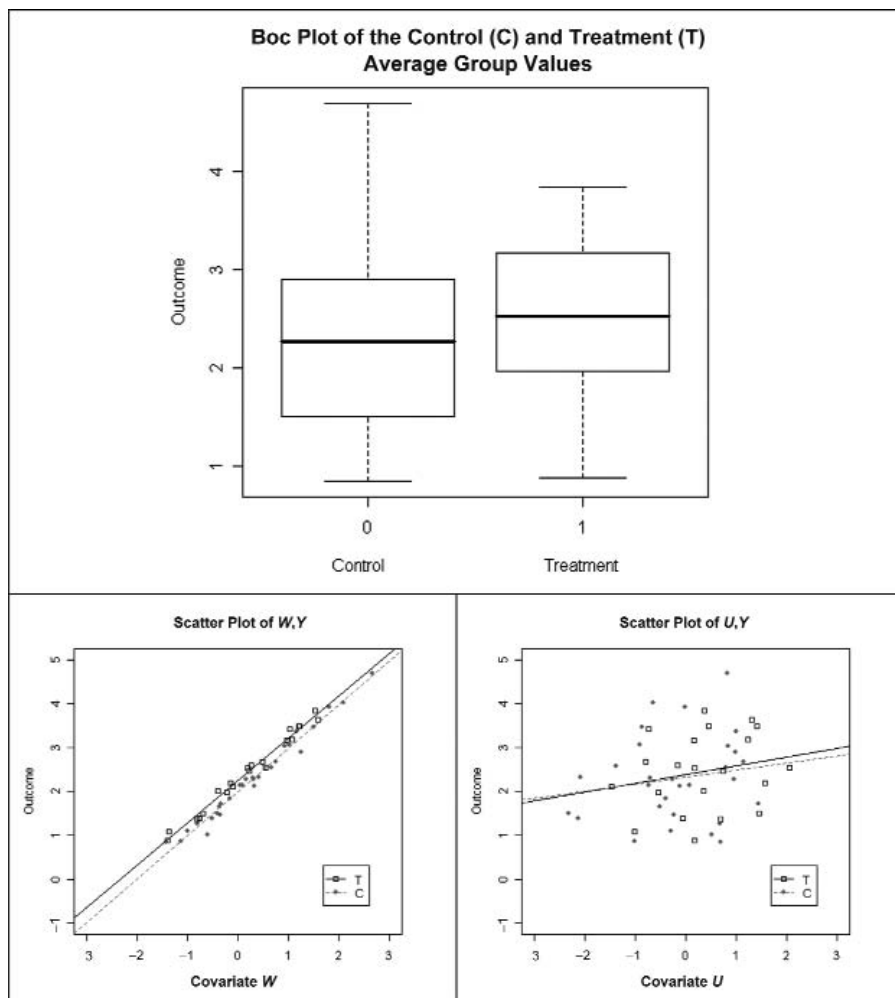 Boc Plot of the Control (C) and Treatment (T)
Average Group Values
Outcome
4
3
2
1
0
1
Control
Treatment
Scatter Plot of W,Y
Outcome
5
4
3
2
1
0
−1
T
C
3
−2
−1
0
1
2
3
Covariate W
Scatter Plot of U,Y
Outcome
5
4
3
2
1
0
−1
T
C
3
−2
−1
0
1
2
3
Covariate U